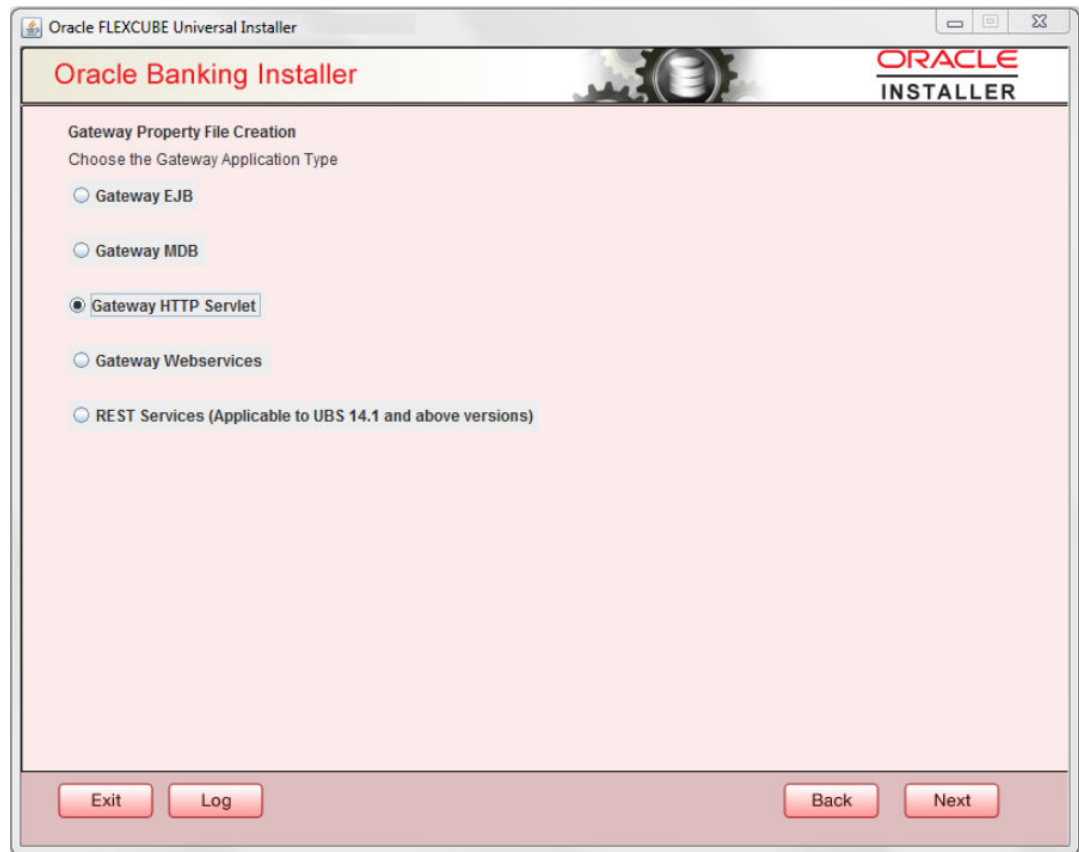 Oracle FLEXCUBE Universal Installer
Oracle Banking Installer
ORACLE
INSTALLER
Gateway Property File Creation
Choose the Gateway Application Type
Gateway EJB
Gateway MDB
Gateway HTTP Servlet
Gateway Webservices
REST Services (Applicable to UBS 14.1 and above versions)
Exit
Log
Back
Next